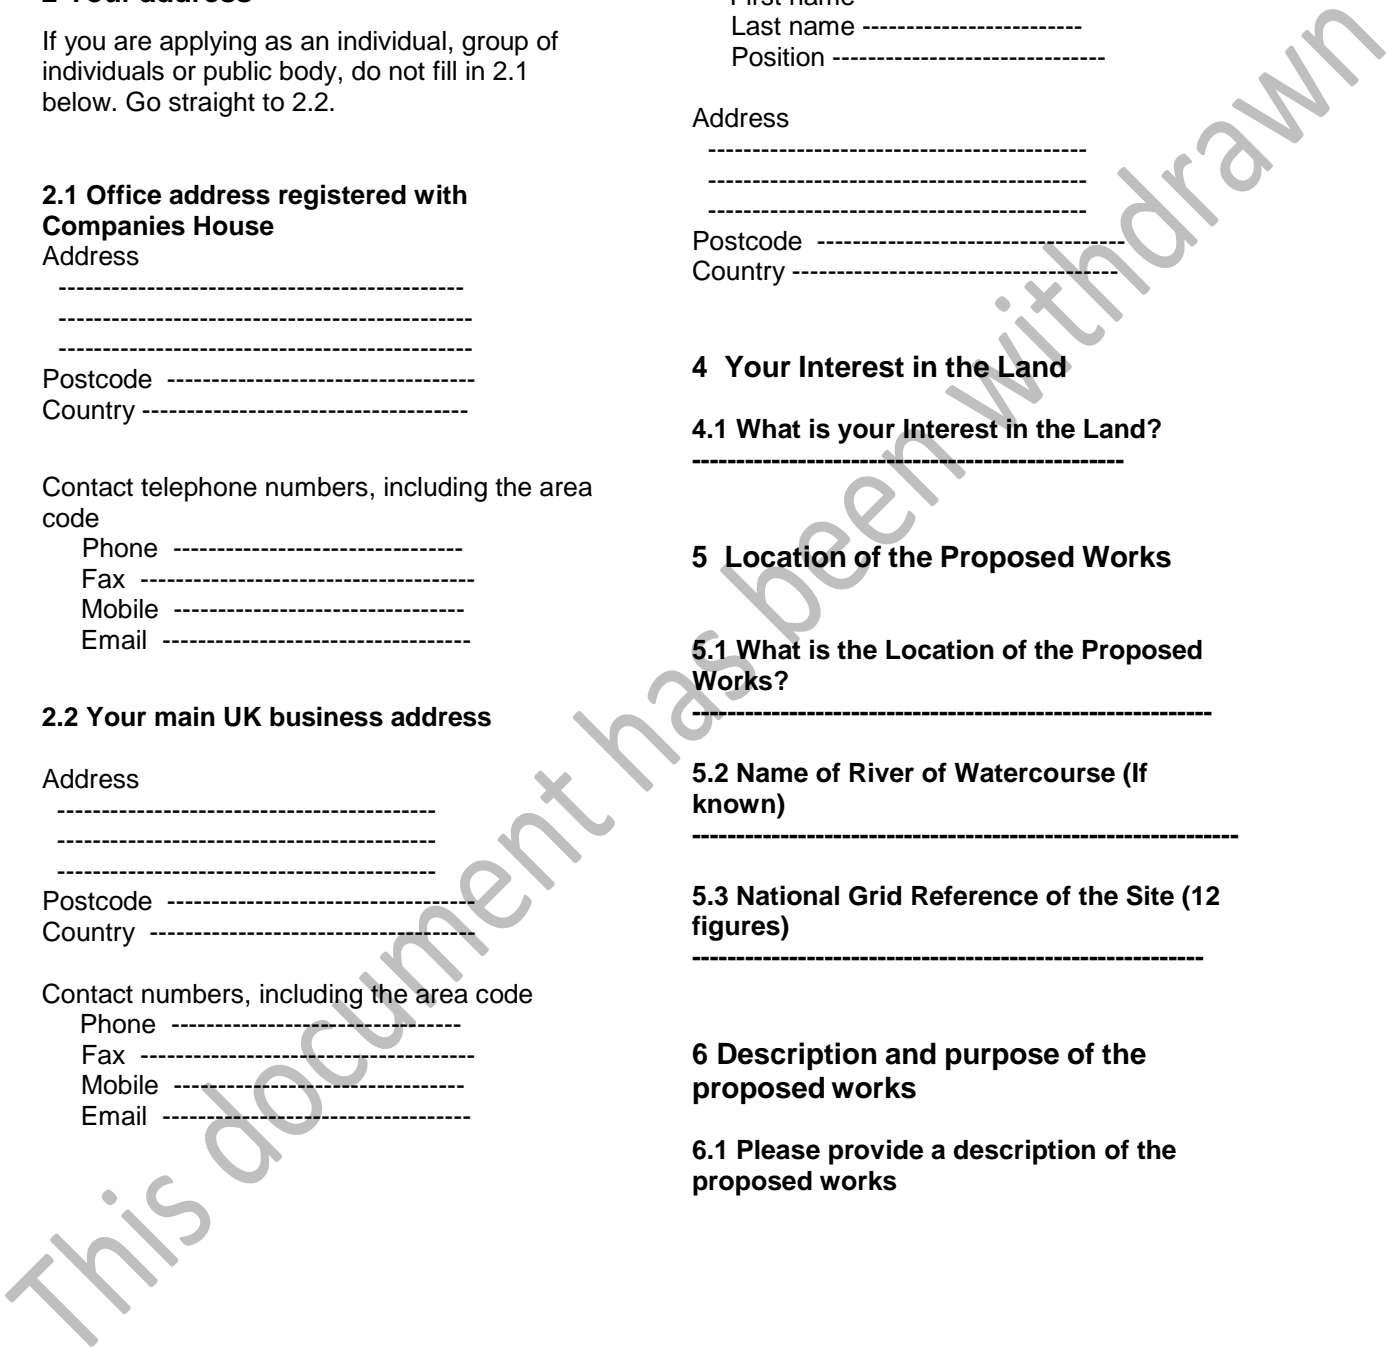 2 Your address
If you are applying as an individual, group of
individuals or public body, do not fill in 2.1
below. Go straight to 2.2.
2.1 Office address registered with
Companies House
Address
----------------------------------------------
-----------------------------------------------
-----------------------------------------------
Postcode -----------------------------------
Country -------------------------------------
Contact telephone numbers, including the area
code
Phone ---------------------------------
Fax --------------------------------------
Mobile ---------------------------------
Email -----------------------------------
2.2 Your main UK business address
Address
-------------------------------------------
-------------------------------------------
-------------------------------------------
Postcode -----------------------------------
Country -------------------------------------
Contact numbers, including the area code
Phone ---------------------------------
Fax --------------------------------------
Mobile ---------------------------------
Email -----------------------------------
First name
Last name -------------------------
Position -------------------------------
Address
-------------------------------------------
-------------------------------------------
-------------------------------------------
Postcode -----------------------------------
Country -------------------------------------
4 Your Interest in the Land
4.1 What is your Interest in the Land?
-------------------------------------------------
5 Location of the Proposed Works
5.1 What is the Location of the Proposed
Works?
-----------------------------------------------------------
5.2 Name of River of Watercourse (If
known)
--------------------------------------------------------------
5.3 National Grid Reference of the Site (12
figures)
----------------------------------------------------------
6 Description and purpose of the
proposed works
6.1 Please provide a description of the
proposed works
This document has been withdrawn